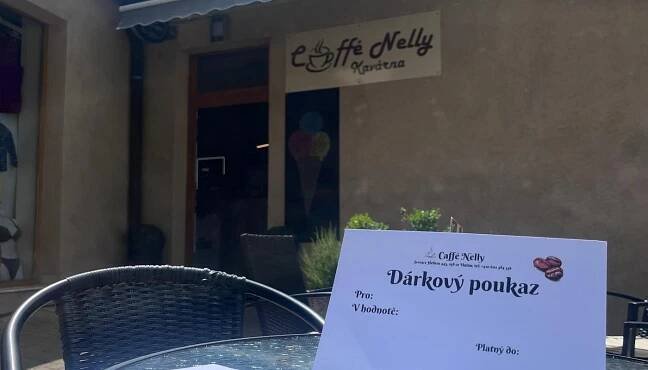 Caffé Nelly
Kavárna
Caffé Nelly
Dárkový poukaz
Pro:
V hodnotě:
Platný do: